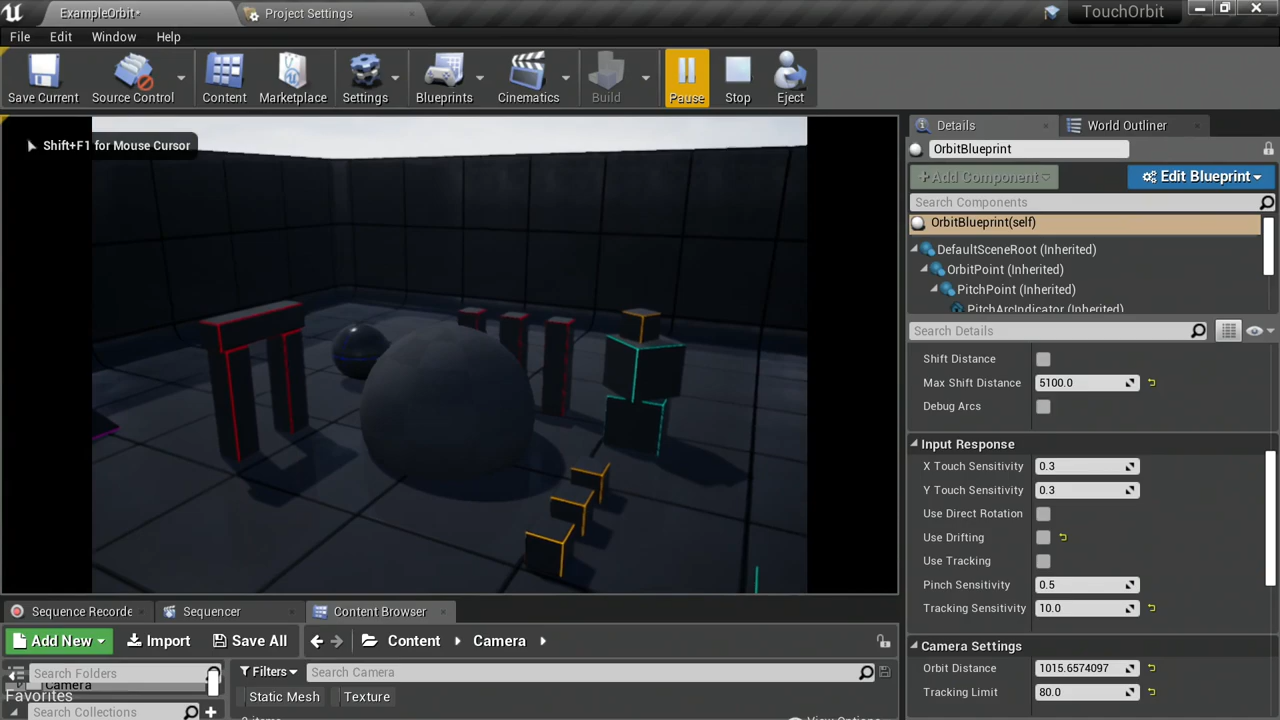 ExampleOrbit*
Project Settings
TouchOrbit
File Edit Window Help
Save Current
Source Control
Content
Marketplace
Settings
Blueprints
Cinematics
Build
Pause
Stop
Eject
Shift+F1 for Mouse Cursor
Details
World Outliner
OrbitBlueprint
+Add Component
Edit Blueprint
Search Components
OrbitBlueprint(self)
DefaultSceneRoot (Inherited)
OrbitPoint (Inherited)
PitchPoint (Inherited)
PitchArcIndicator (Inherited)
Search Details
Shift Distance
Max Shift Distance 5100.0
Debug Arcs
Input Response
X Touch Sensitivity 0.3
Y Touch Sensitivity 0.3
Use Direct Rotation
Use Drifting
Use Tracking
Pinch Sensitivity 0.5
Tracking Sensitivity 10.0
Camera Settings
Orbit Distance 1015.6574097
Tracking Limit 80.0
Sequence Recorde
Sequencer
Content Browser
Add New
Import
Save All
Content
Camera
Search Folders
Filters
Search Camera
Camera
Favorites
Static Mesh
Texture
Search Collections
View Options